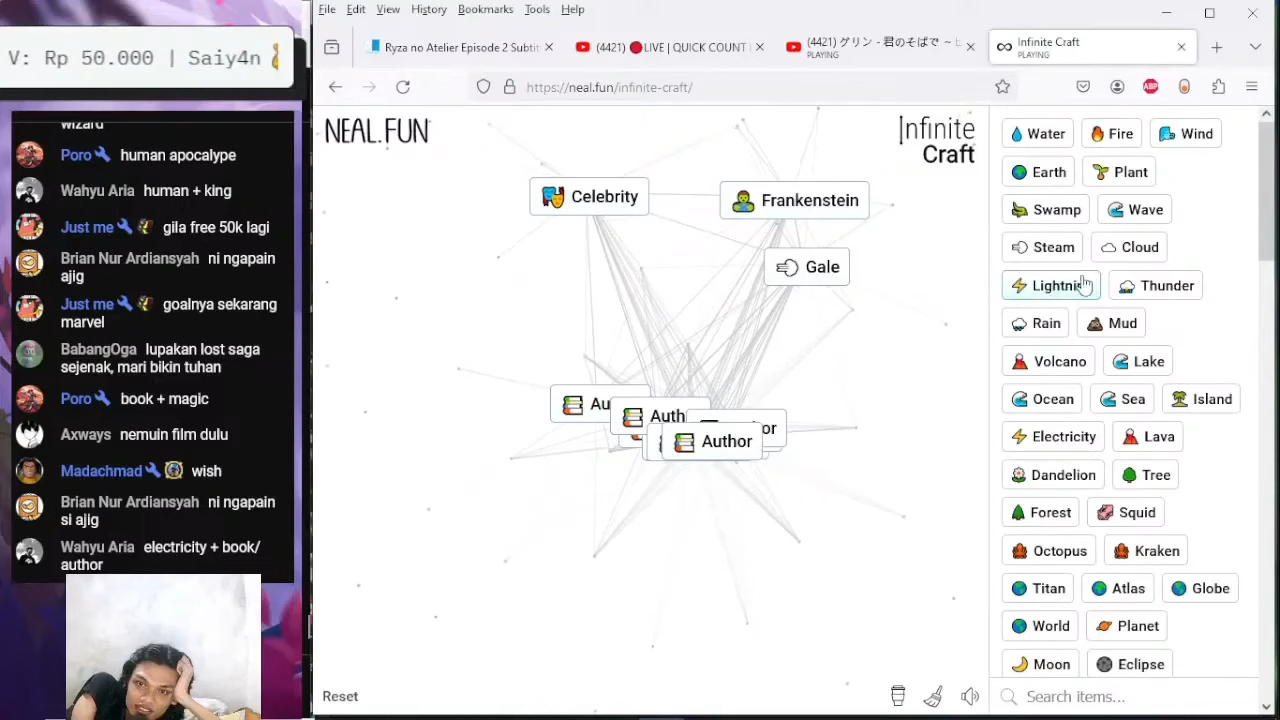 V: Rp 50.000 | Saiy4n
wizard
Poro human apocalype
Wahyu Aria human + king
Just me gila free 50k lagi
Brian Nur Ardiansyah ni ngapain
ajig
Just me goalnya sekarang
marvel
BabangOga lupakan lost saga
sejenak, mari bikin tuhan
Poro book + magic
Axways nemuin film dulu
Madachmad wish
Brian Nur Ardiansyah ni ngapain
si ajig
Wahyu Aria electricity + book/
author
File Edit View History Bookmarks Tools Help
Ryza no Atelier Episode 2 Subtit
(4421) LIVE | QUICK COUNT
(4421) ゲリン - 君のそばで ~
PLAYING
Infinite Craft
PLAYING
https://neal.fun/infinite-craft/
NEAL.FUN
Infinite
Craft
Celebrity
Frankenstein
Gale
Au
Auth
or
Author
Reset
Water Fire Wind
Earth Plant
Swamp Wave
Steam Cloud
Lightni Thunder
Rain Mud
Volcano Lake
Ocean Sea Island
Electricity Lava
Dandelion Tree
Forest Squid
Octopus Kraken
Titan Atlas Globe
World Planet
Moon Eclipse
Search items...